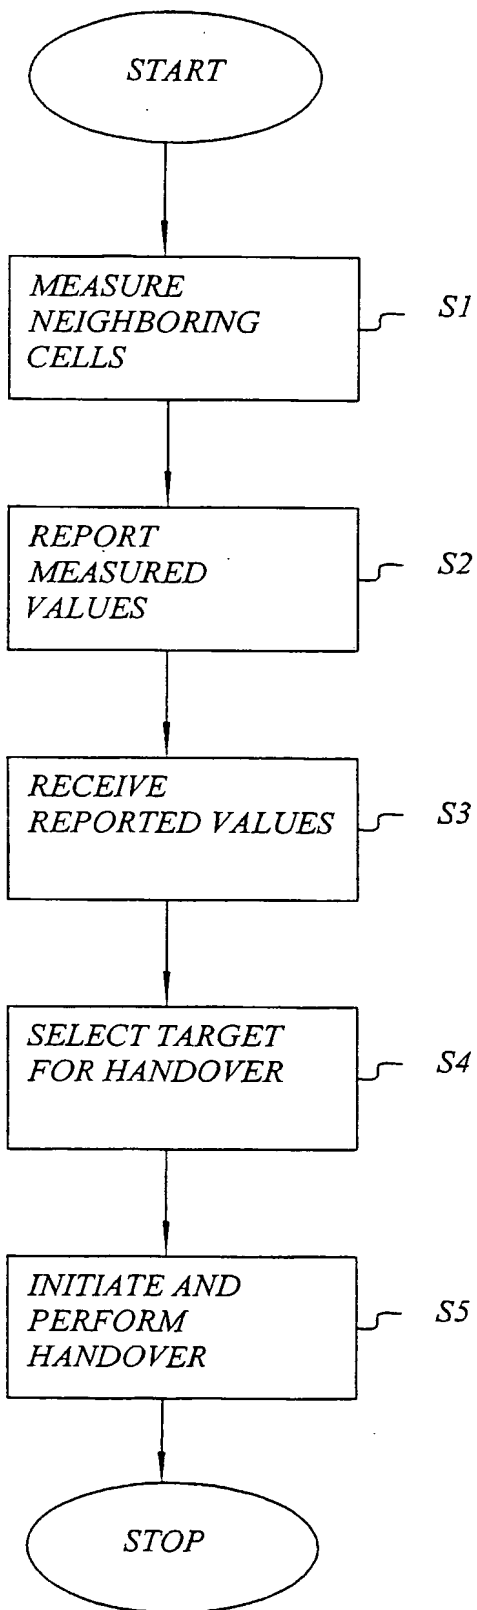 START
MEASURE
NEIGHBORING
CELLS
S1
REPORT
MEASURED
VALUES
S2
RECEIVE
REPORTED VALUES
S3
SELECT TARGET
FOR HANDOVER
S4
INITIATE AND
PERFORM
HANDOVER
S5
STOP